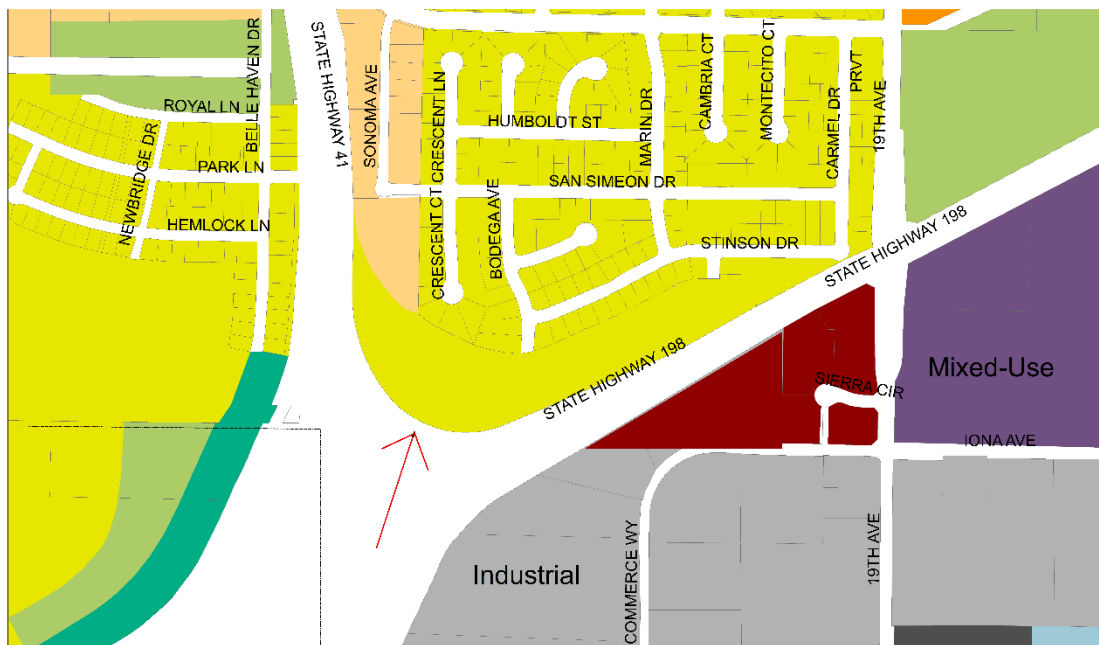 BELLE HAVEN DR
STATE HIGHWAY 41
SONOMA AVE
CRESCENT LN
HUMBOLDT ST
MARIN DR
CAMBRIA CT
MONTECITO CT
CARMEL DR
PRVT
19TH AVE
ROYAL LN
NEWBRIDGE DR
PARK LN
HEMLOCK LN
CRESCENT CT
BODEGA AVE
SAN SIMEON DR
STINSON DR
STATE HIGHWAY 198
STATE HIGHWAY 198
Mixed-Use
SIERRA CIR
IONA AVE
Industrial
COMMERCE WY
19TH AVE